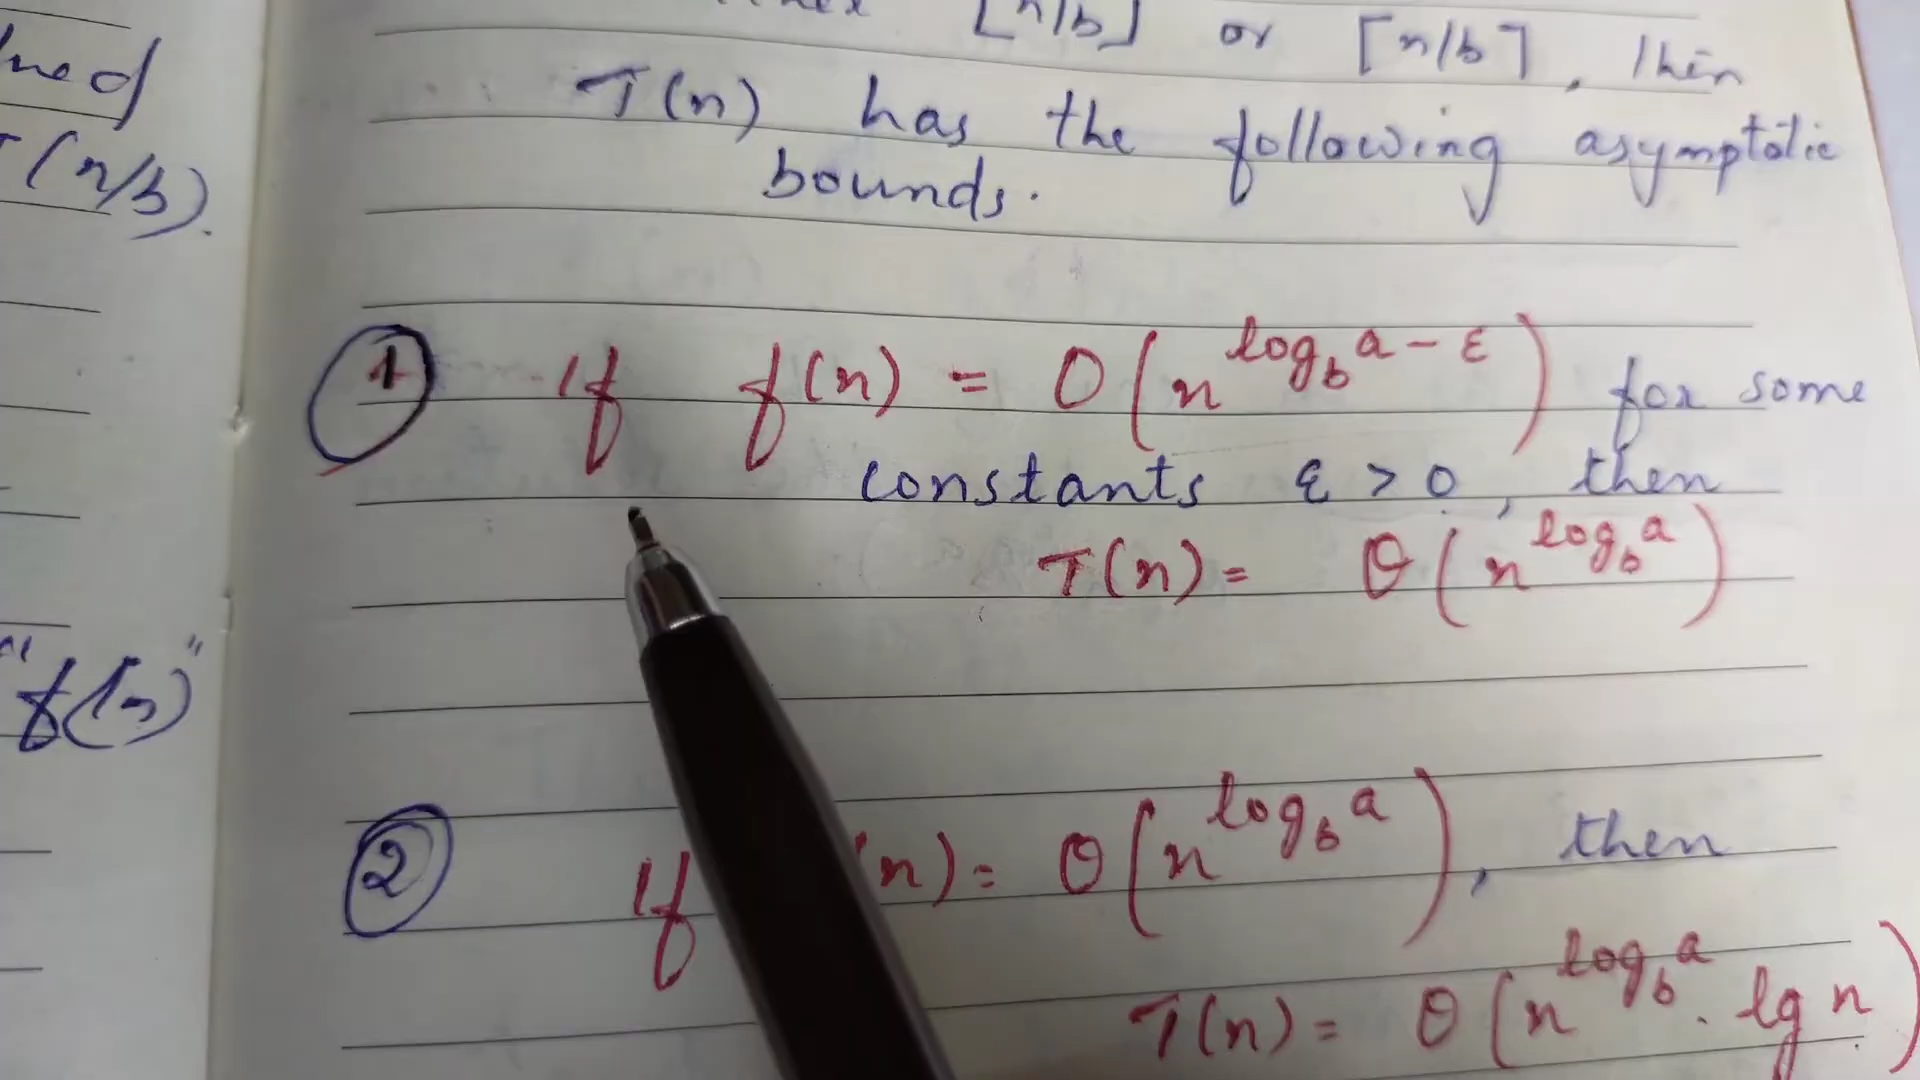 [n/b] or [n/b], then
T(n) has the following asymptotic
bounds.
1 If f(n) = O(n^{log_b a - ε}) for some
constants ε > 0, then
T(n) = θ(n^{log_b a})
2 If (n) = θ(n^{log_b a}), then
T(n) = θ(n^{log_b a} . lg n)
(n/b).
"f(n)"